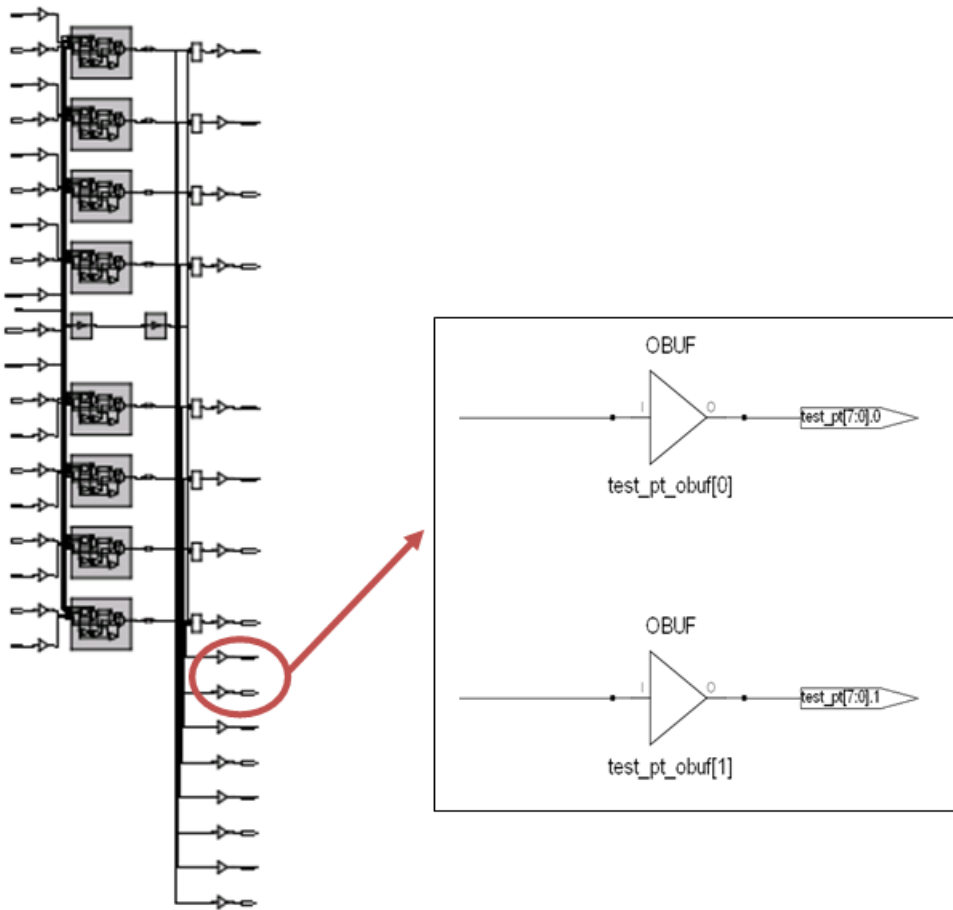 OBUF
I
O
test_pt[7:0].0
test_pt_obuf[0]
OBUF
I
O
test_pt[7:0].1
test_pt_obuf[1]